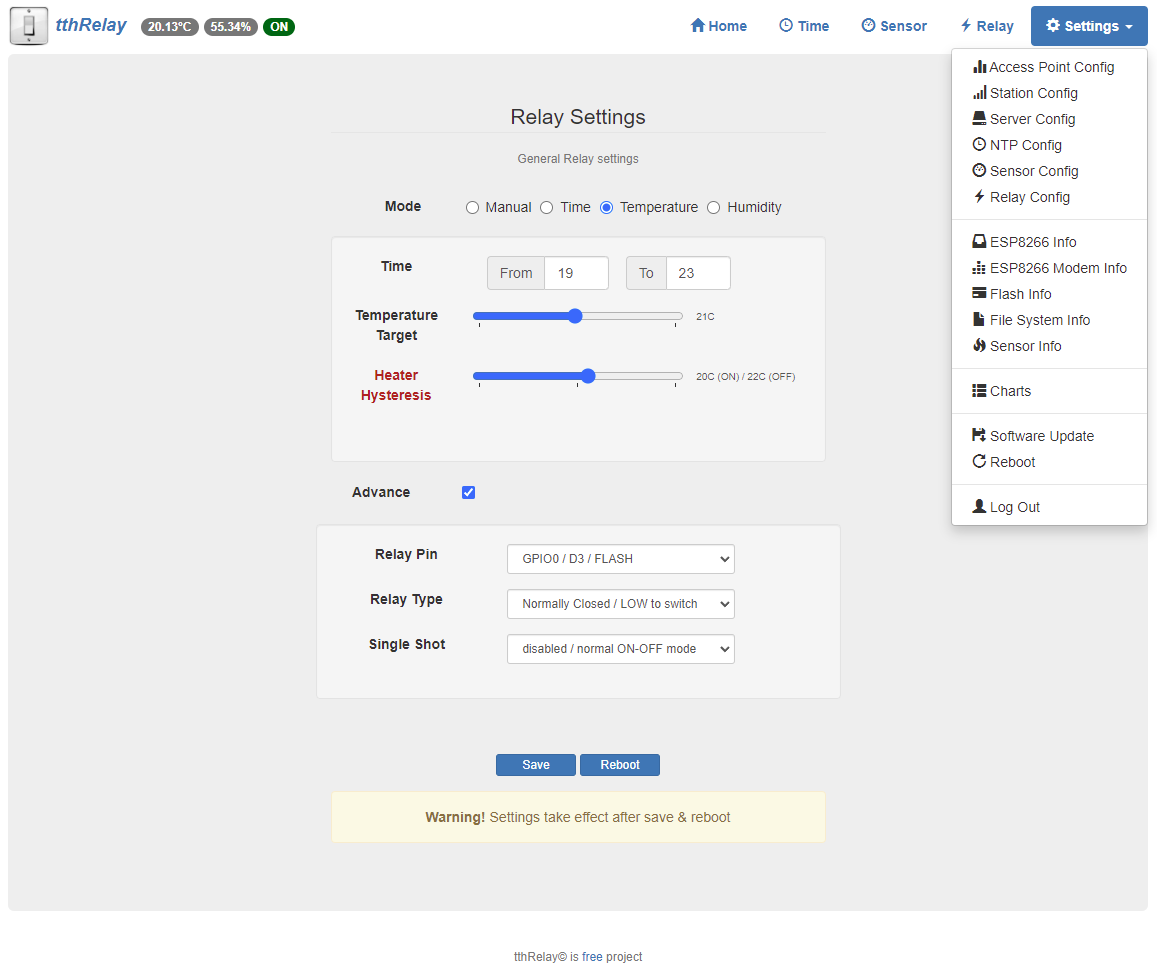 tthRelay 20.13°C 55.34% ON Home Time Sensor Relay Settings
Access Point Config
Station Config
Server Config
NTP Config
Sensor Config
Relay Config
ESP8266 Info
ESP8266 Modem Info
Flash Info
File System Info
Sensor Info
Charts
Software Update
Reboot
Log Out
Relay Settings
General Relay settings
Mode Manual Time Temperature Humidity
Time From 19 To 23
Temperature
Target
21C
Heater
Hysteresis
20C (ON) / 22C (OFF)
Advance
Relay Pin GPIO0 / D3 / FLASH
Relay Type Normally Closed / LOW to switch
Single Shot disabled / normal ON-OFF mode
Save Reboot
Warning! Settings take effect after save & reboot
tthRelay© is free project